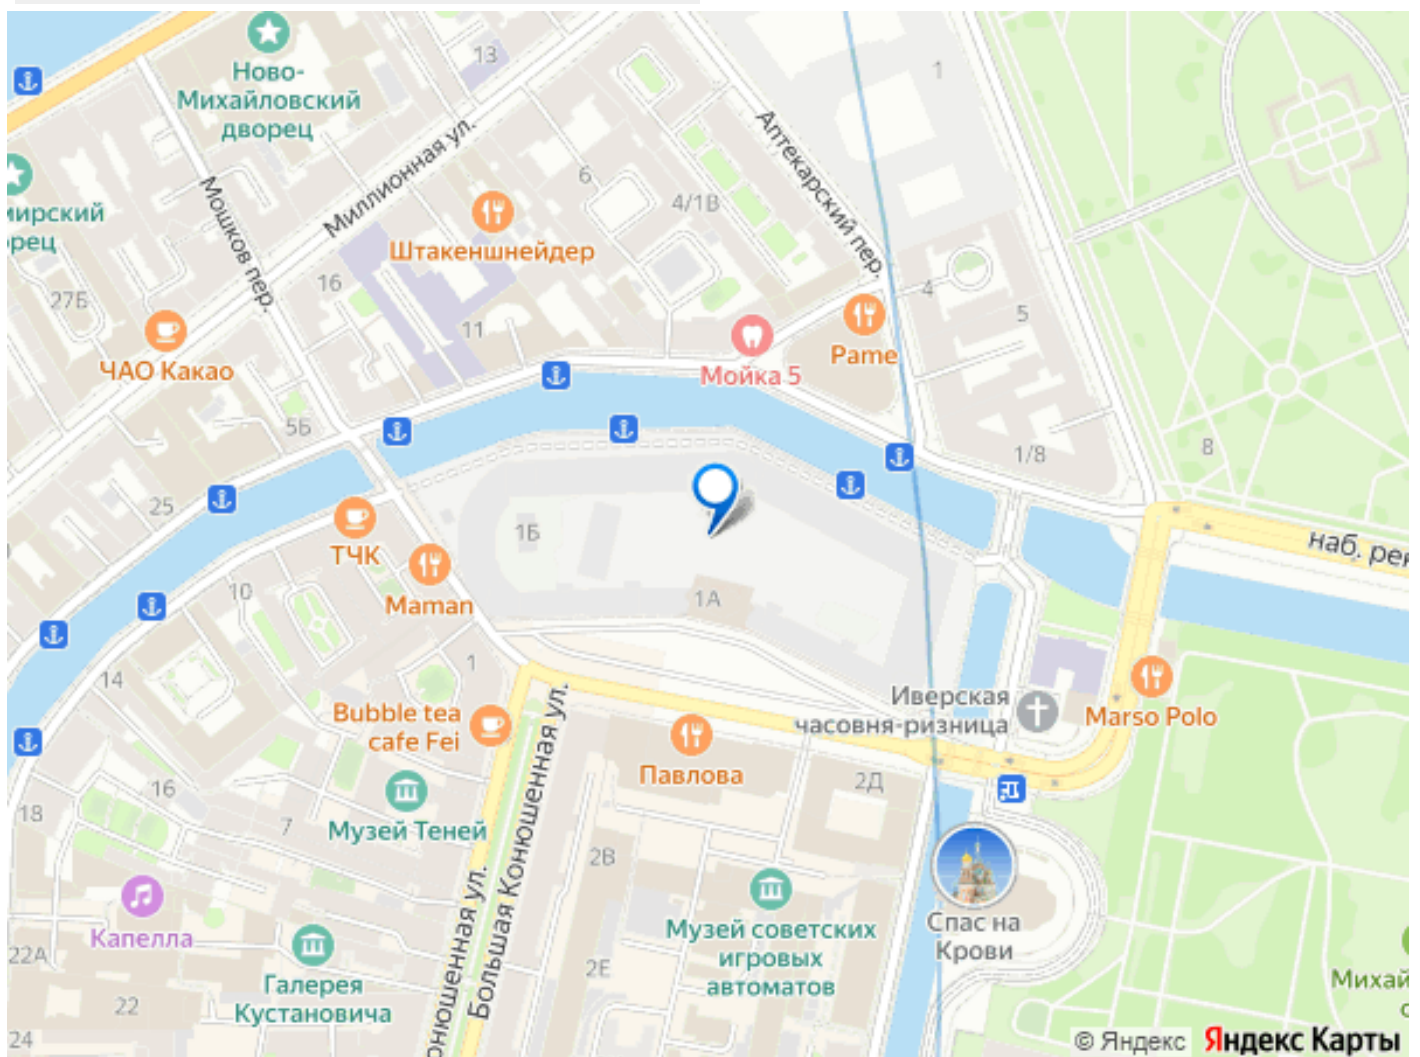 13
1
Ново-
Михайловский
дворец
Миллионная ул.
Аптекарский пер.
Мошков пер.
6
4/1В
мирский
орец
Штакеншнейдер
27Б
16
11
4
5
ЧАО Какао
Pame
Мойка 5
5Б
1/8
8
25
1Б
наб. рек
ТЧК
Maman
10
1А
14
1
Иверская
часовня-ризница
Marso Polo
Bubble tea
cafe Fei
Большая Конюшенная ул.
онюшенная ул.
Павлова
2Д
16
18
7
Музей Теней
2В
Капелла
22А
Музей советских
игровых
автоматов
Спас на
Крови
2Е
Галерея
Кустановича
22
24
Михай
с
© Яндекс Яндекс Карты